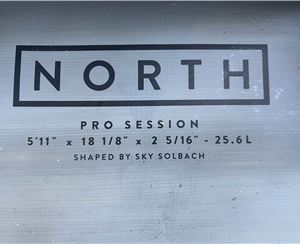 NORTH
PRO SESSION
5'11" x 18 1/8" x 2 5/16" - 25.6L
SHAPED BY SKY SOLBACH